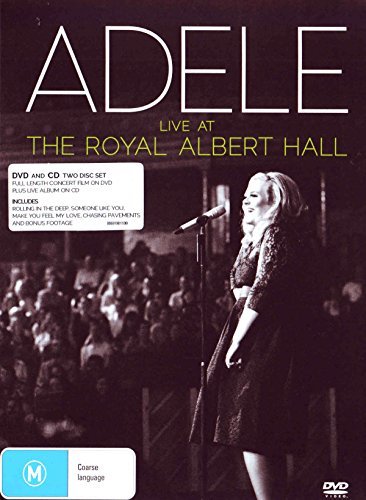 ADELE
LIVE AT
THE ROYAL ALBERT HALL
DVD AND CD TWO DISC SET
FULL LENGTH CONCERT FILM ON DVD
PLUS LIVE ALBUM ON CD
INCLUDES
ROLLING IN THE DEEP, SOMEONE LIKE YOU,
MAKE YOU FEEL MY LOVE, CHASING PAVEMENTS
AND BONUS FOOTAGE
M
Coarse
language
DVD
VIDEO